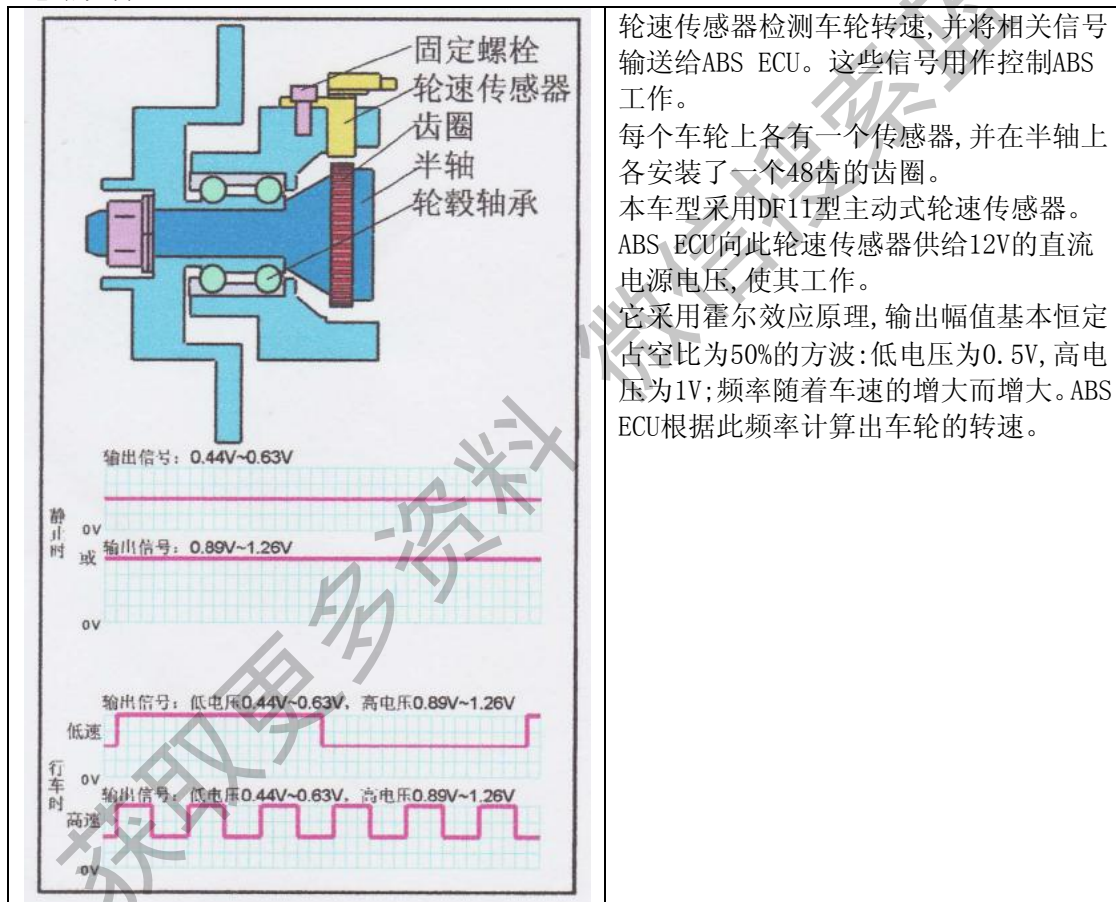 固定螺栓
轮速传感器
齿圈
半轴
轮毂轴承
输出信号：0.44V~0.63V
静止时
0V
或
输出信号：0.89V~1.26V
0V
输出信号：低电压0.44V~0.63V，高电压0.89V~1.26V
低速
行车时
0V
输出信号：低电压0.44V~0.63V，高电压0.89V~1.26V
高速
0V
轮速传感器检测车轮转速,并将相关信号
输送给ABS ECU。这些信号用作控制ABS
工作。
每个车轮上各有一个传感器,并在半轴上
各安装了一个48齿的齿圈。
本车型采用DF11型主动式轮速传感器。
ABS ECU向此轮速传感器供给12V的直流
电源电压,使其工作。
它采用霍尔效应原理,输出幅值基本恒定
占空比为50%的方波:低电压为0.5V,高电
压为1V;频率随着车速的增大而增大。ABS
ECU根据此频率计算出车轮的转速。
微信搜索蓝
获取更多资料